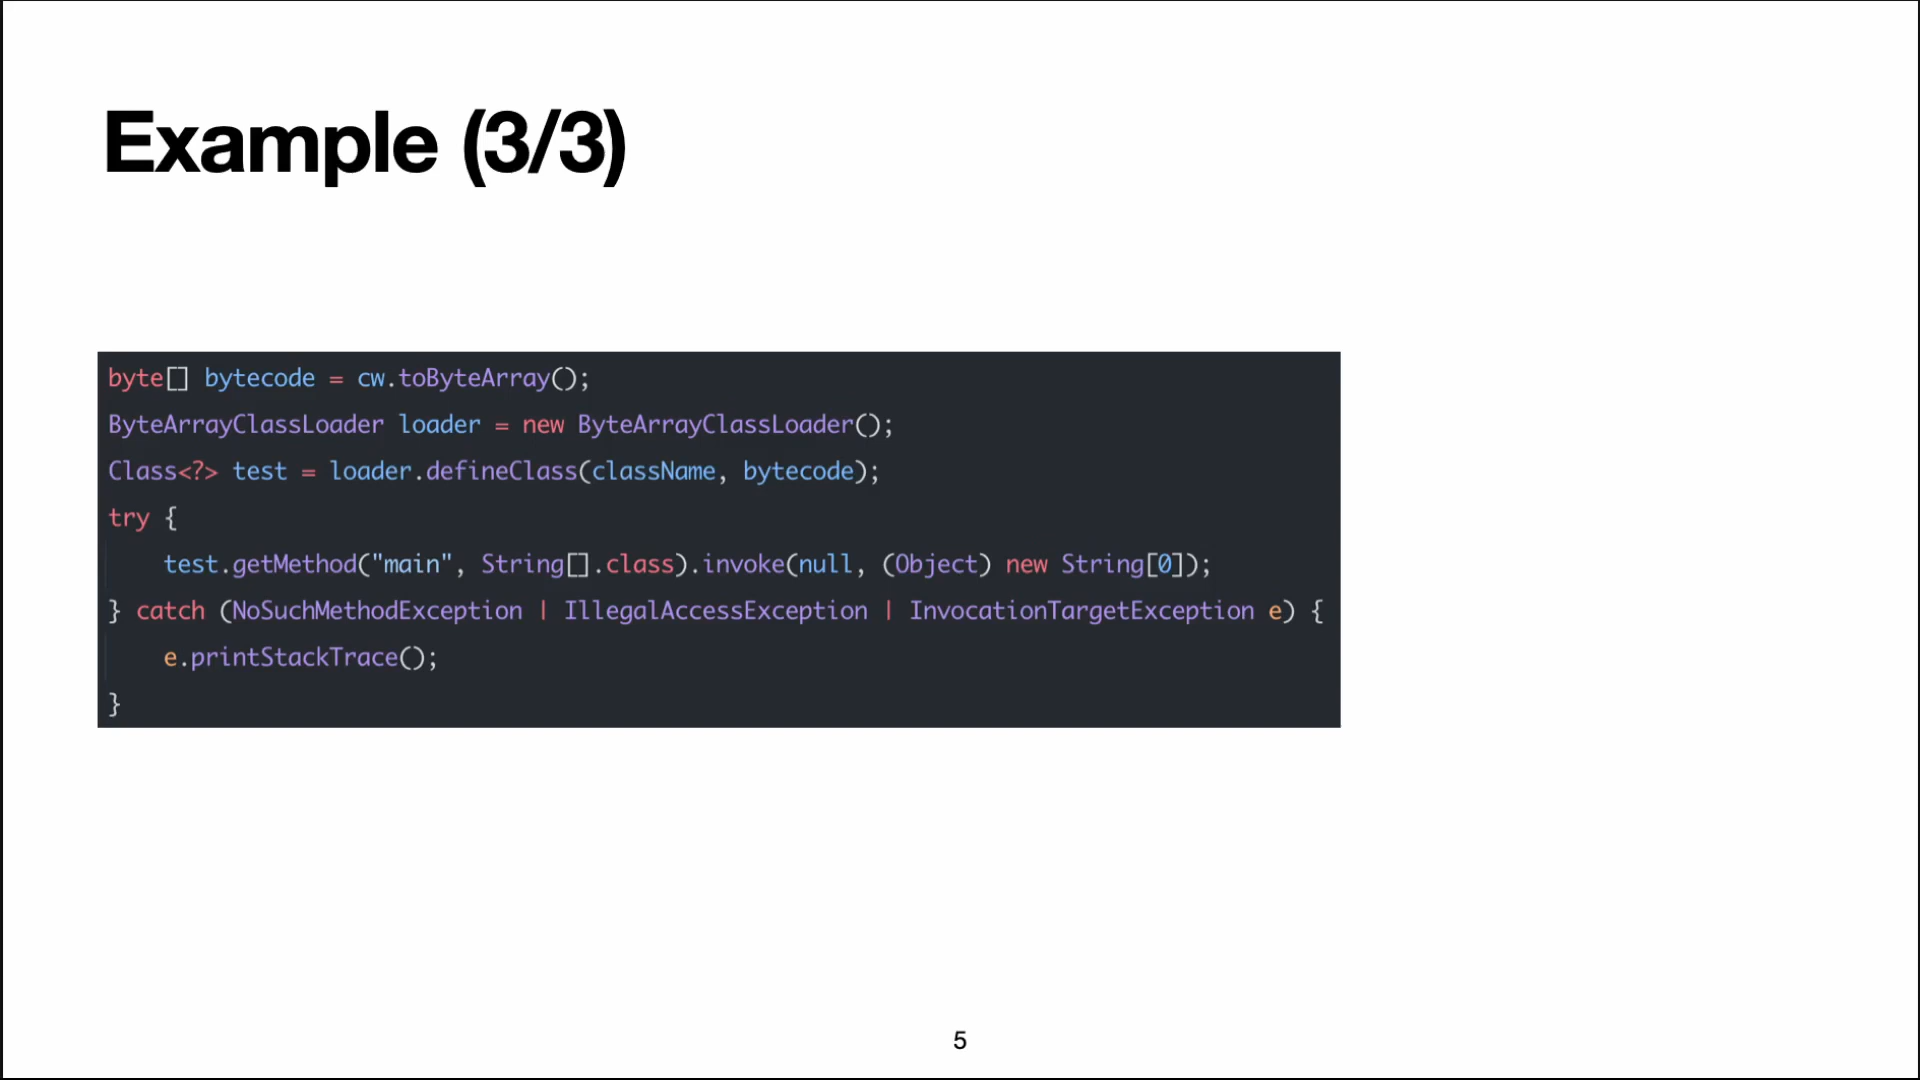 Example (3/3)
byte[] bytecode = cw.toByteArray();
ByteArrayClassLoader loader = new ByteArrayClassLoader();
Class<?> test = loader.defineClass(className, bytecode);
try {
    test.getMethod("main", String[].class).invoke(null, (Object) new String[0]);
} catch (NoSuchMethodException | IllegalAccessException | InvocationTargetException e) {
    e.printStackTrace();
}
5